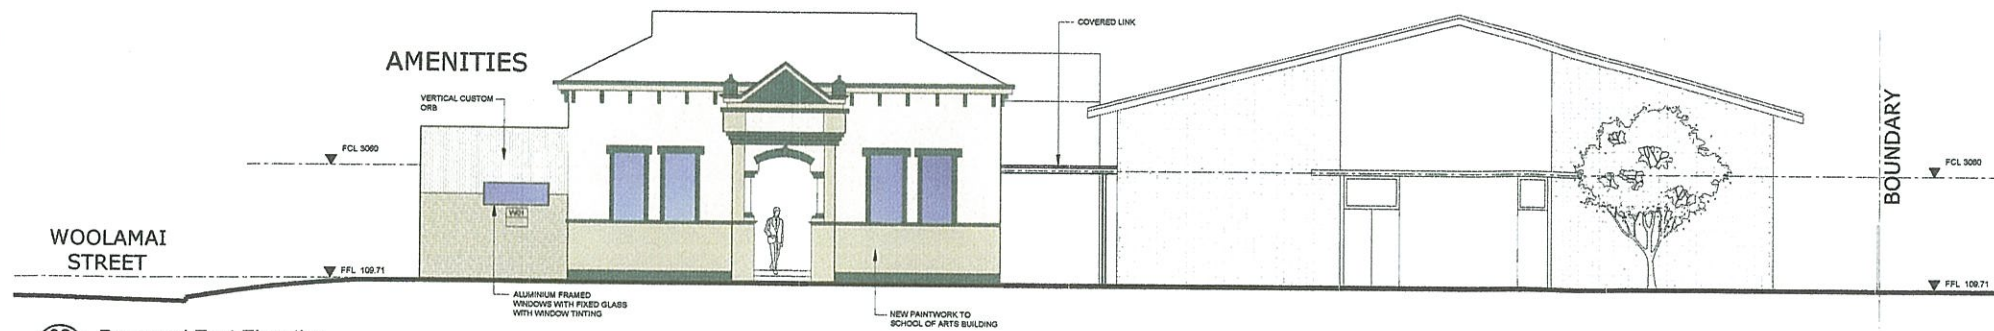 COVERED LINK
AMENITIES
VERTICAL CUSTOM
ORB
FCL 3060
FCL 3060
BOUNDARY
W01
WOOLAMAI
STREET
FFL 109.71
FFL 109.71
ALUMINIUM FRAMED
WINDOWS WITH FIXED GLASS
WITH WINDOW TINTING
NEW PAINTWORK TO
SCHOOL OF ARTS BUILDING